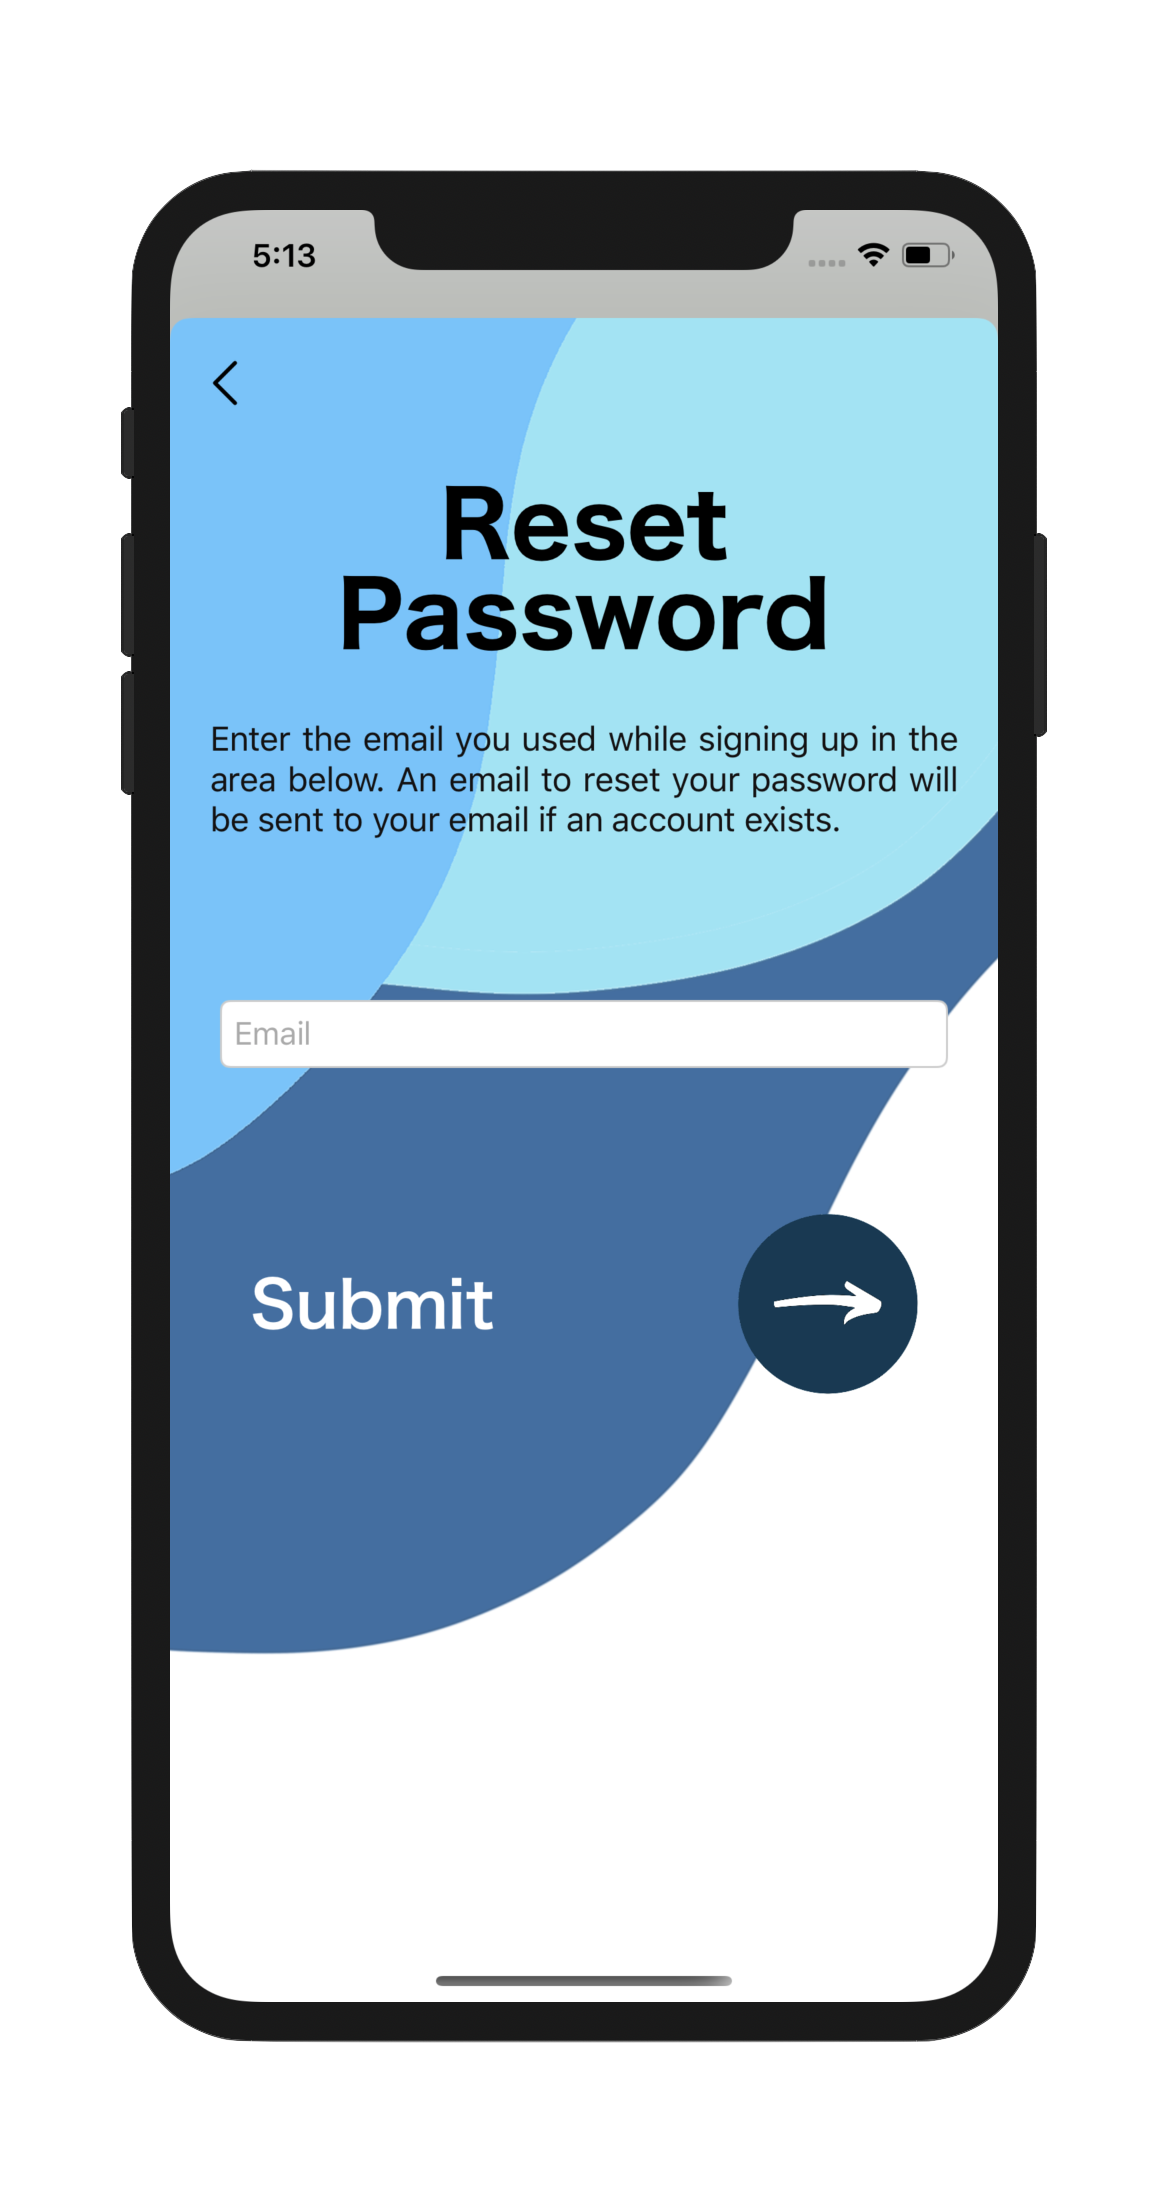 5:13
Reset
Password
Enter the email you used while signing up in the
area below. An email to reset your password will
be sent to your email if an account exists.
Email
Submit